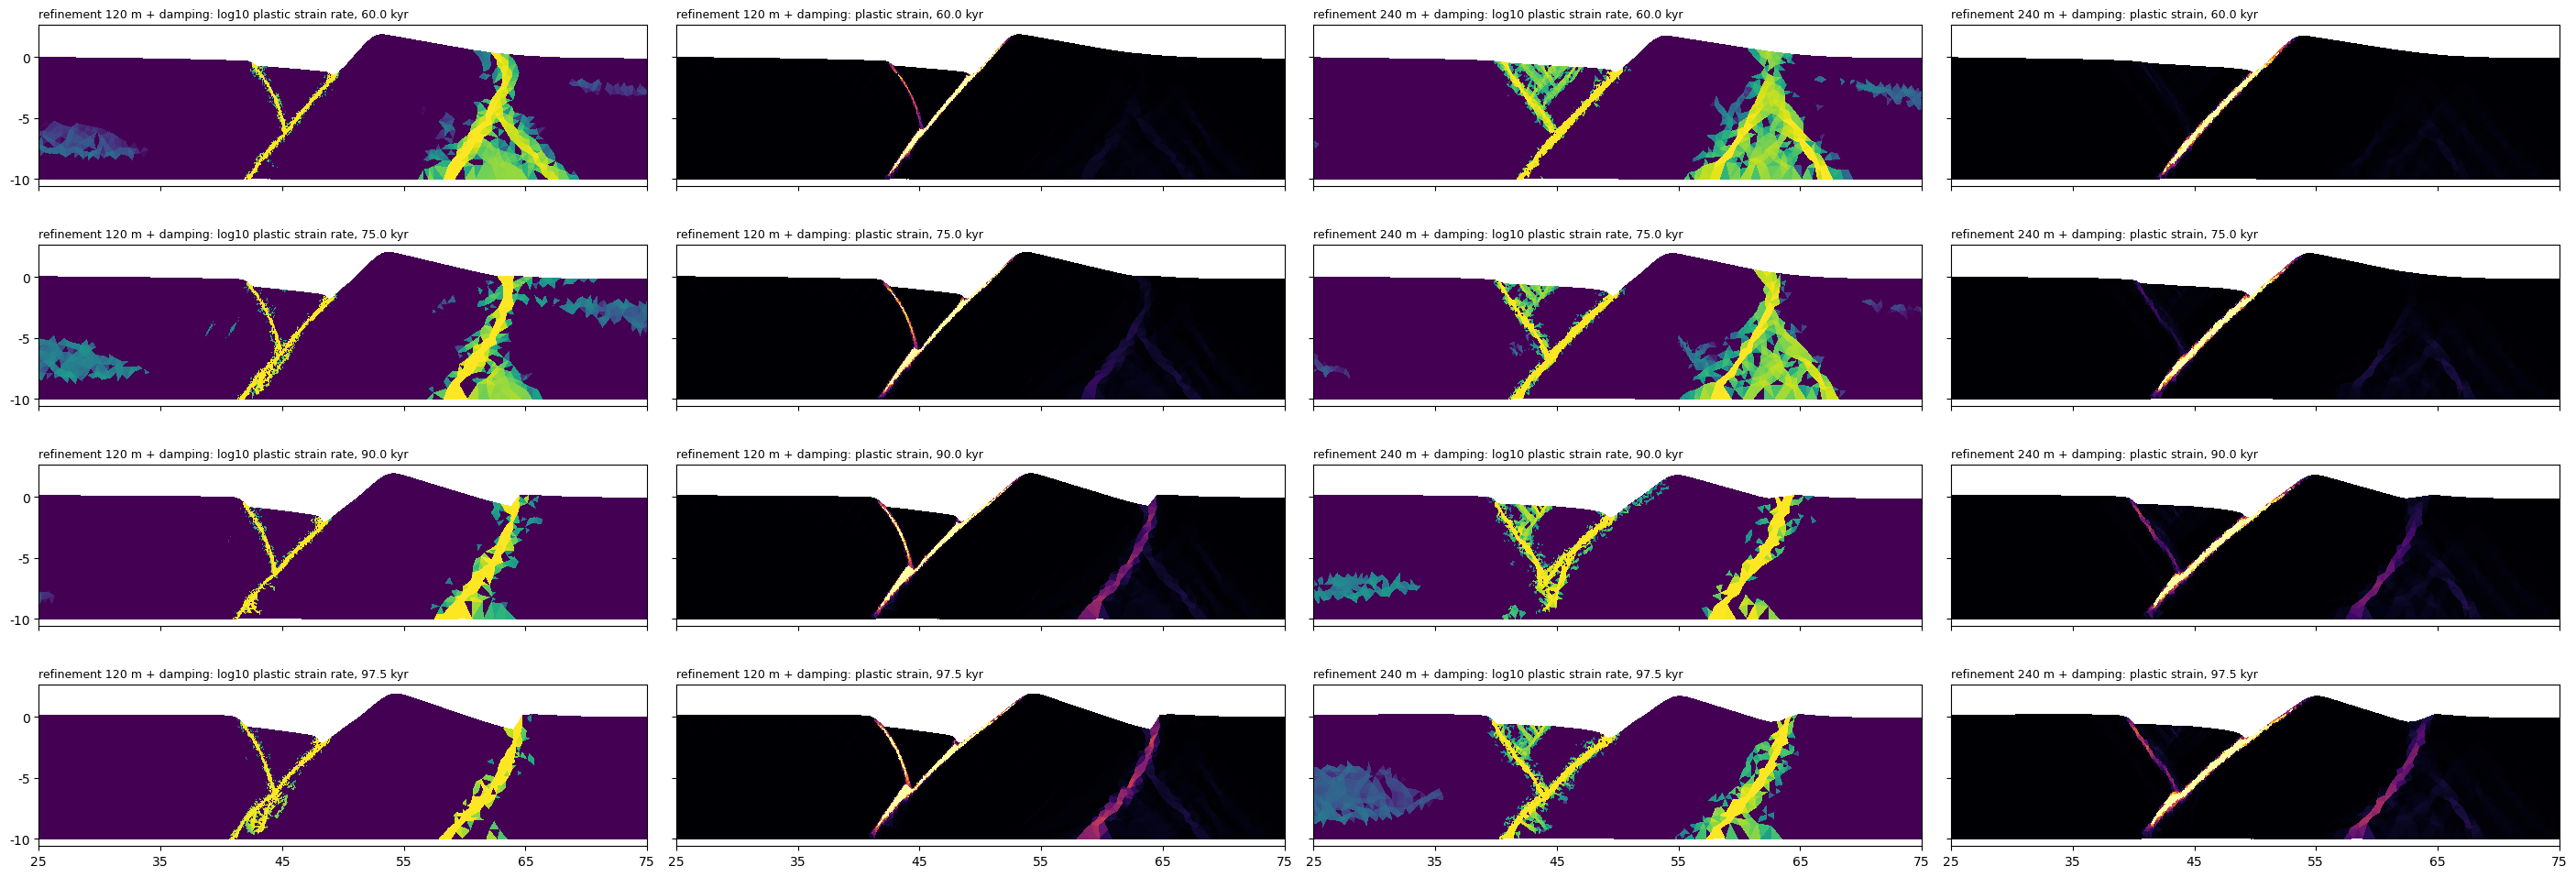 refinement 120 m + damping: log10 plastic strain rate, 60.0 kyr
refinement 120 m + damping: plastic strain, 60.0 kyr
refinement 240 m + damping: log10 plastic strain rate, 60.0 kyr
refinement 240 m + damping: plastic strain, 60.0 kyr
0
-5
-10
refinement 120 m + damping: log10 plastic strain rate, 75.0 kyr
refinement 120 m + damping: plastic strain, 75.0 kyr
refinement 240 m + damping: log10 plastic strain rate, 75.0 kyr
refinement 240 m + damping: plastic strain, 75.0 kyr
0
-5
-10
refinement 120 m + damping: log10 plastic strain rate, 90.0 kyr
refinement 120 m + damping: plastic strain, 90.0 kyr
refinement 240 m + damping: log10 plastic strain rate, 90.0 kyr
refinement 240 m + damping: plastic strain, 90.0 kyr
0
-5
-10
refinement 120 m + damping: log10 plastic strain rate, 97.5 kyr
refinement 120 m + damping: plastic strain, 97.5 kyr
refinement 240 m + damping: log10 plastic strain rate, 97.5 kyr
refinement 240 m + damping: plastic strain, 97.5 kyr
0
-5
-10
25 35 45 55 65 75
25 35 45 55 65 75
25 35 45 55 65 75
25 35 45 55 65 75